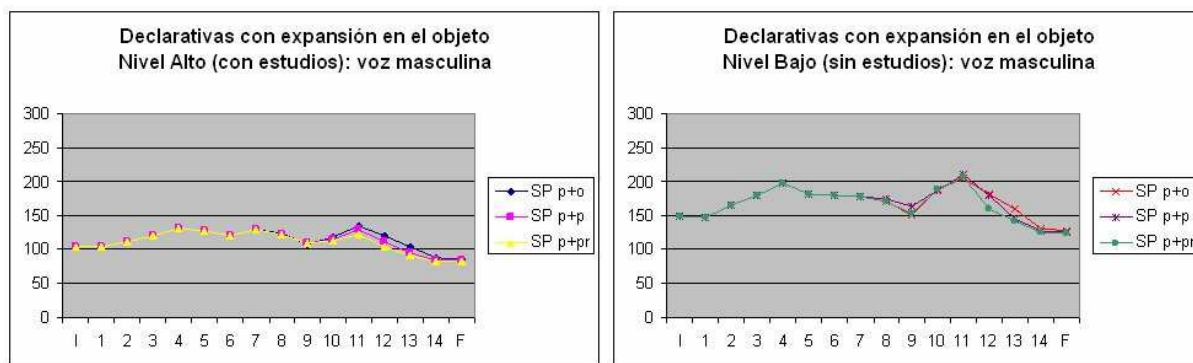 Declarativas con expansión en el objeto
Nivel Alto (con estudios): voz masculina
300
250
200
150
100
50
0
I 1 2 3 4 5 6 7 8 9 10 11 12 13 14 F
SP p+o
SP p+p
SP p+pr
Declarativas con expansión en el objeto
Nivel Bajo (sin estudios): voz masculina
300
250
200
150
100
50
0
I 1 2 3 4 5 6 7 8 9 10 11 12 13 14 F
SP p+o
SP p+p
SP p+pr